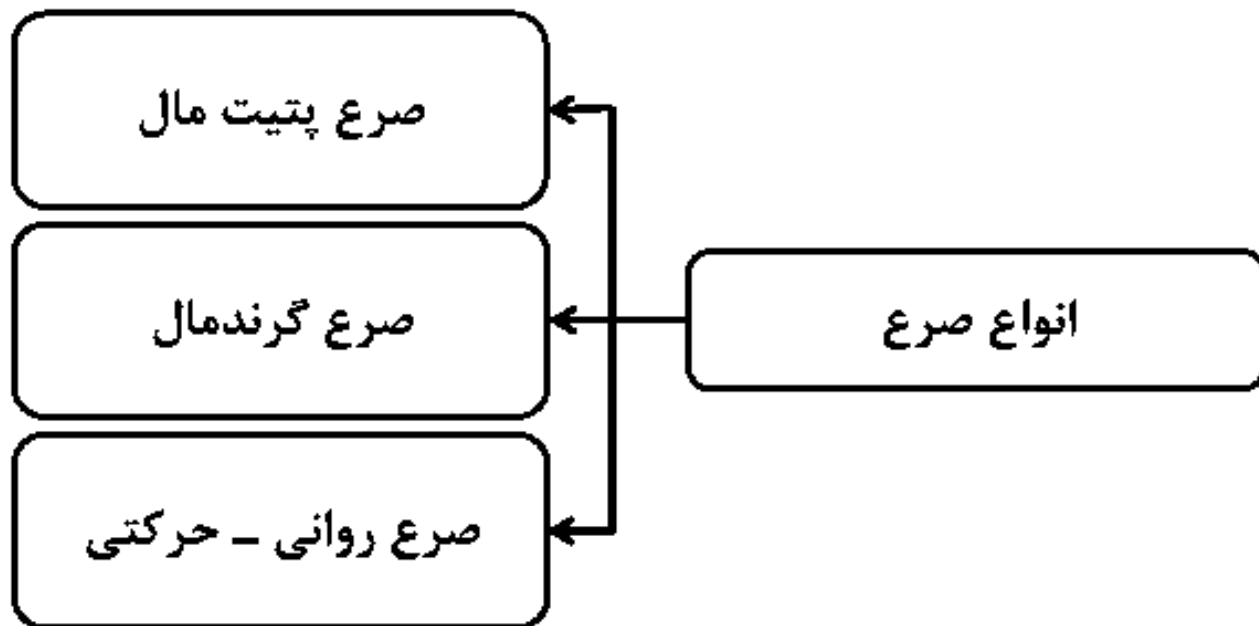 انواع صرع
صرع پتیت مال
صرع گرندمال
صرع روانی ـ حرکتی